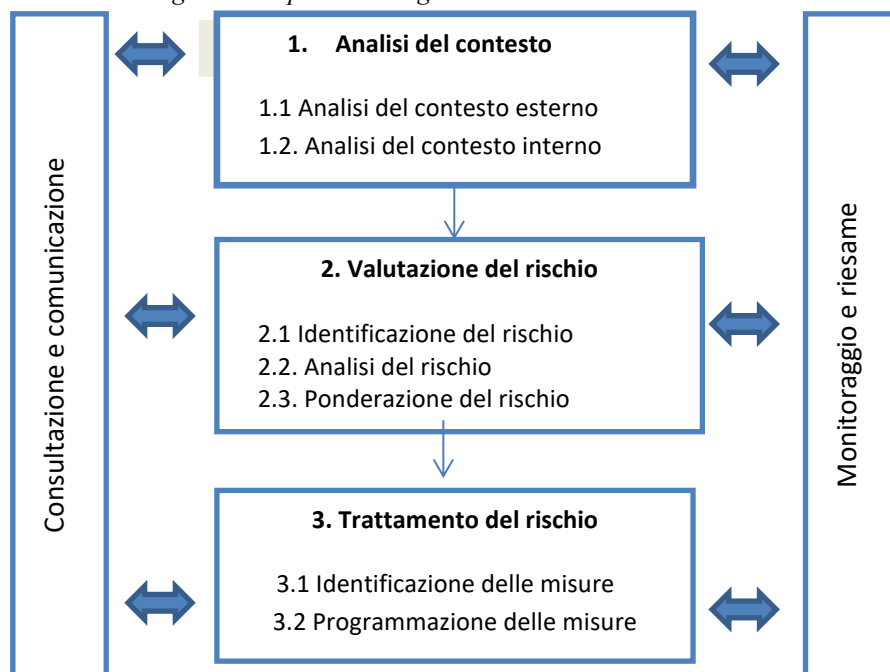 Consultazione e comunicazione
1. Analisi del contesto
1.1 Analisi del contesto esterno
1.2. Analisi del contesto interno
2. Valutazione del rischio
2.1 Identificazione del rischio
2.2. Analisi del rischio
2.3. Ponderazione del rischio
3. Trattamento del rischio
3.1 Identificazione delle misure
3.2 Programmazione delle misure
Monitoraggio e riesame